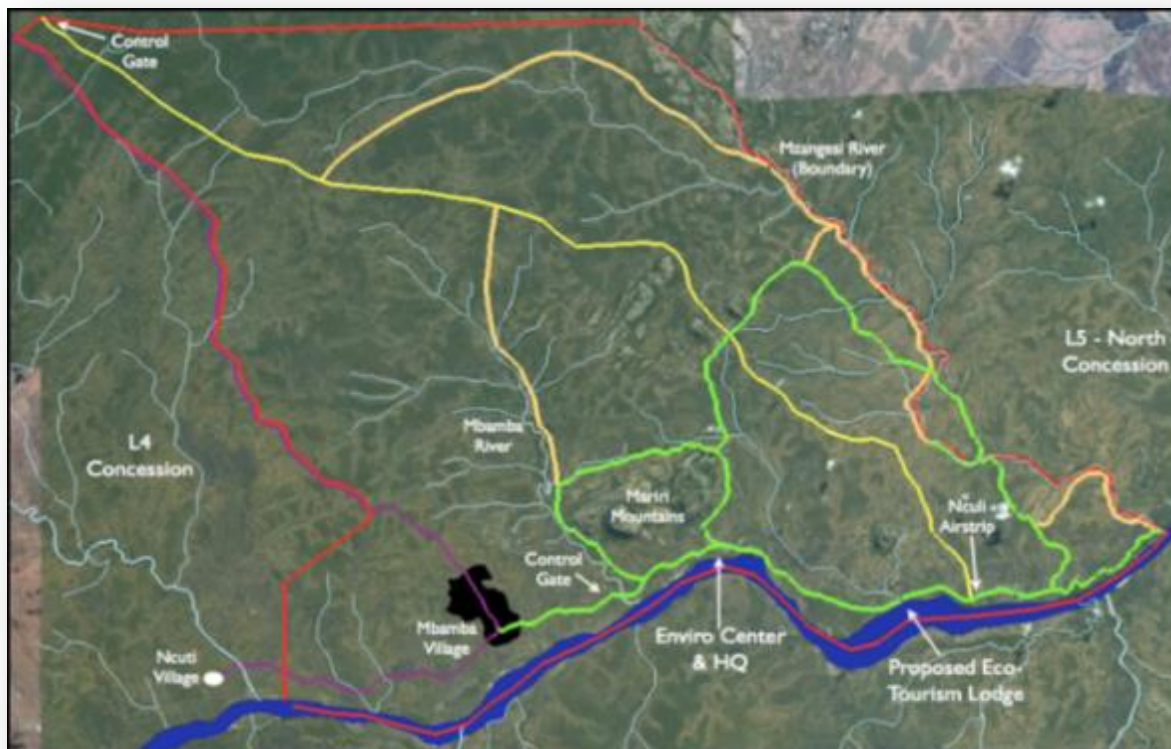 Control
Gate
Mzangesi River
(Boundary)
L5 - North
Concession
Mbamba
River
L4
Concession
Mariri
Mountains
Nculi
Airstrip
Control
Gate
Mbamba
Village
Enviro Center
& HQ
Ncuti
Village
Proposed Eco-
Tourism Lodge